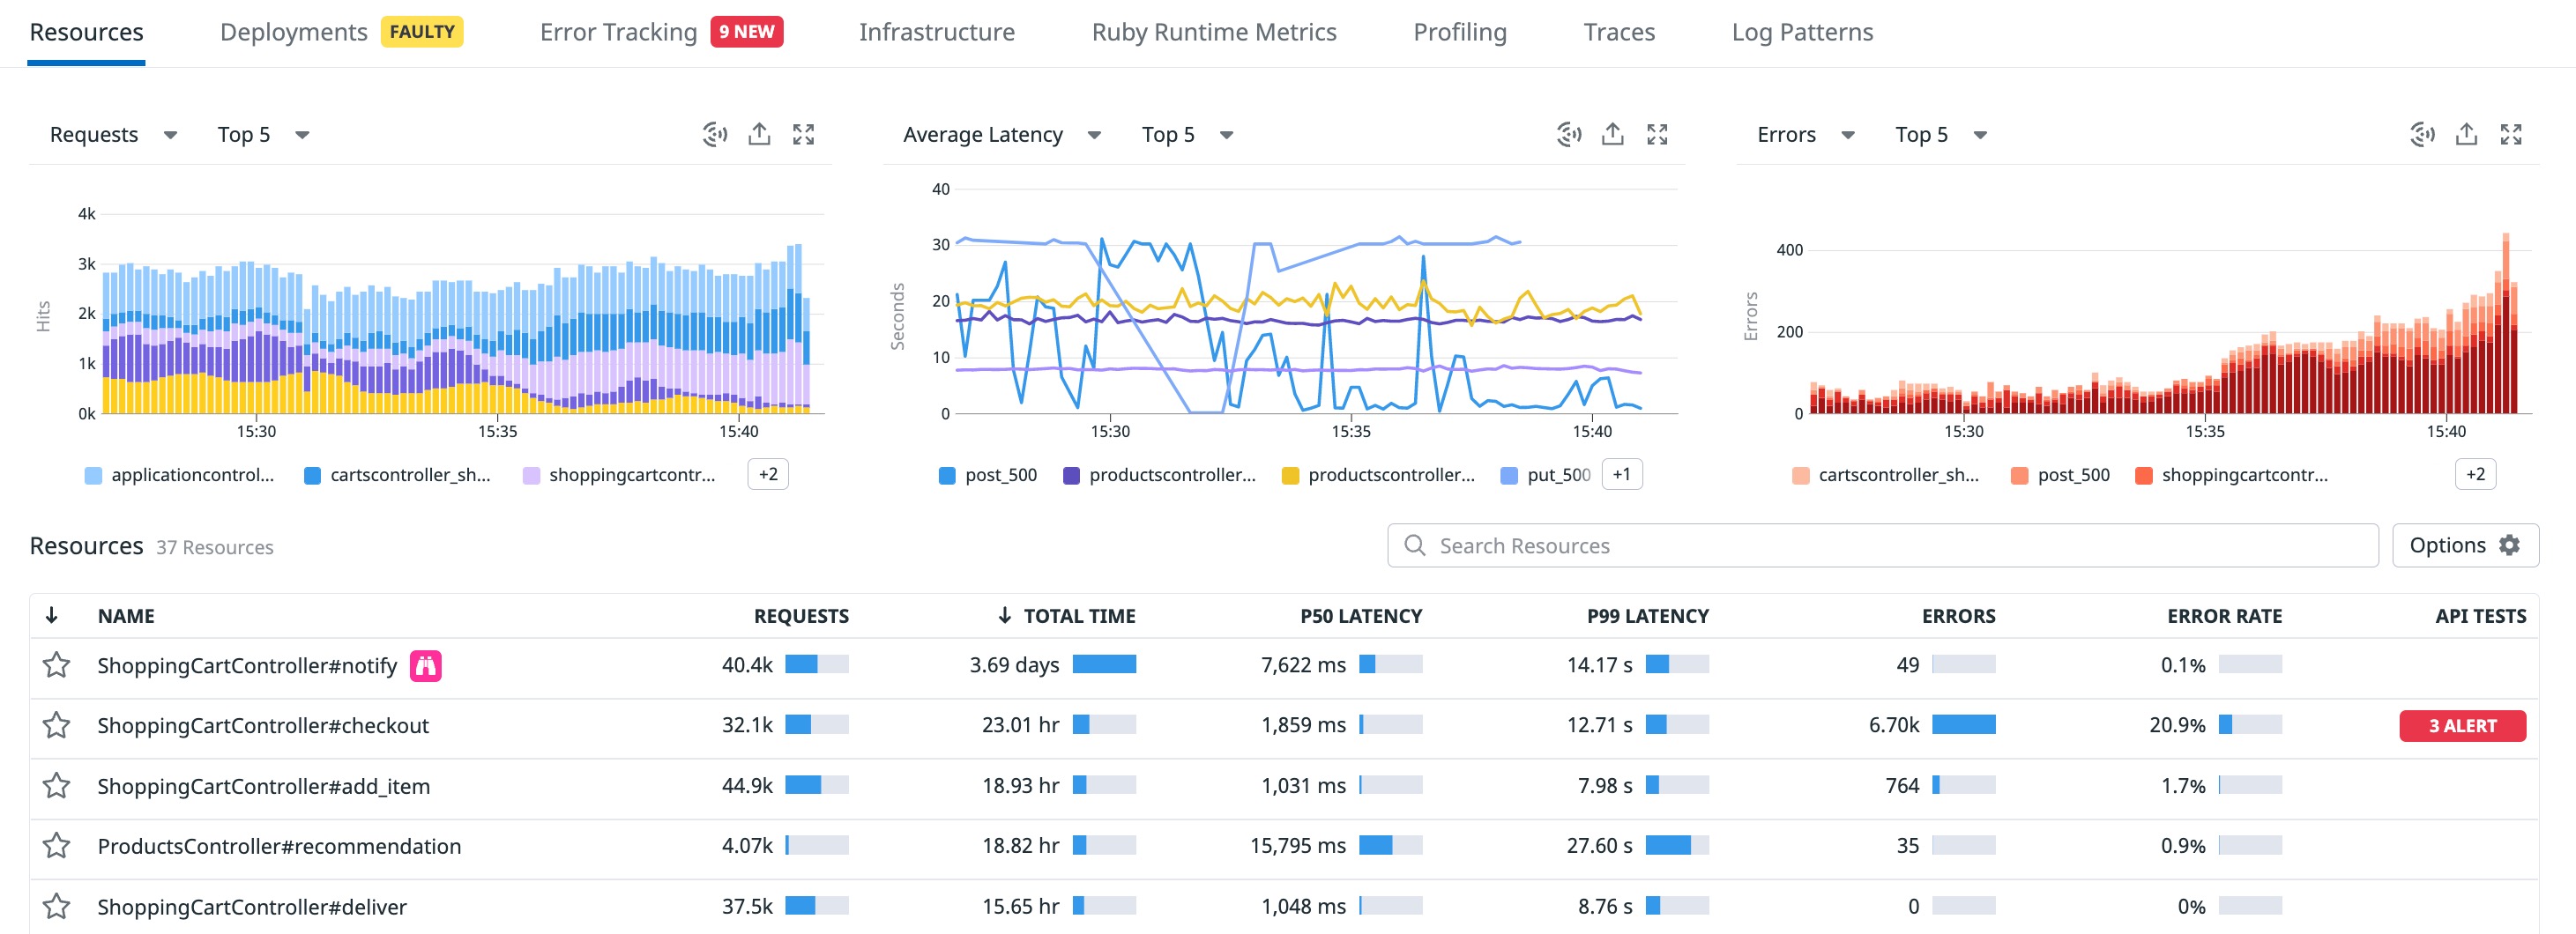 Resources Deployments FAULTY Error Tracking 9 NEW Infrastructure Ruby Runtime Metrics Profiling Traces Log Patterns
Requests Top 5
Hits
4k
3k
2k
1k
0k
15:30 15:35 15:40
applicationcontrol... cartscontroller_sh... shoppingcartcontr... +2
Average Latency Top 5
Seconds
40
30
20
10
0
15:30 15:35 15:40
post_500 productscontroller... productscontroller... put_500 +1
Errors Top 5
Errors
400
200
0
15:30 15:35 15:40
cartscontroller_sh... post_500 shoppingcartcontr... +2
Resources 37 Resources
Search Resources
Options
NAME REQUESTS TOTAL TIME P50 LATENCY P99 LATENCY ERRORS ERROR RATE API TESTS
ShoppingCartController#notify 40.4k 3.69 days 7,622 ms 14.17 s 49 0.1%
ShoppingCartController#checkout 32.1k 23.01 hr 1,859 ms 12.71 s 6.70k 20.9% 3 ALERT
ShoppingCartController#add_item 44.9k 18.93 hr 1,031 ms 7.98 s 764 1.7%
ProductsController#recommendation 4.07k 18.82 hr 15,795 ms 27.60 s 35 0.9%
ShoppingCartController#deliver 37.5k 15.65 hr 1,048 ms 8.76 s 0 0%